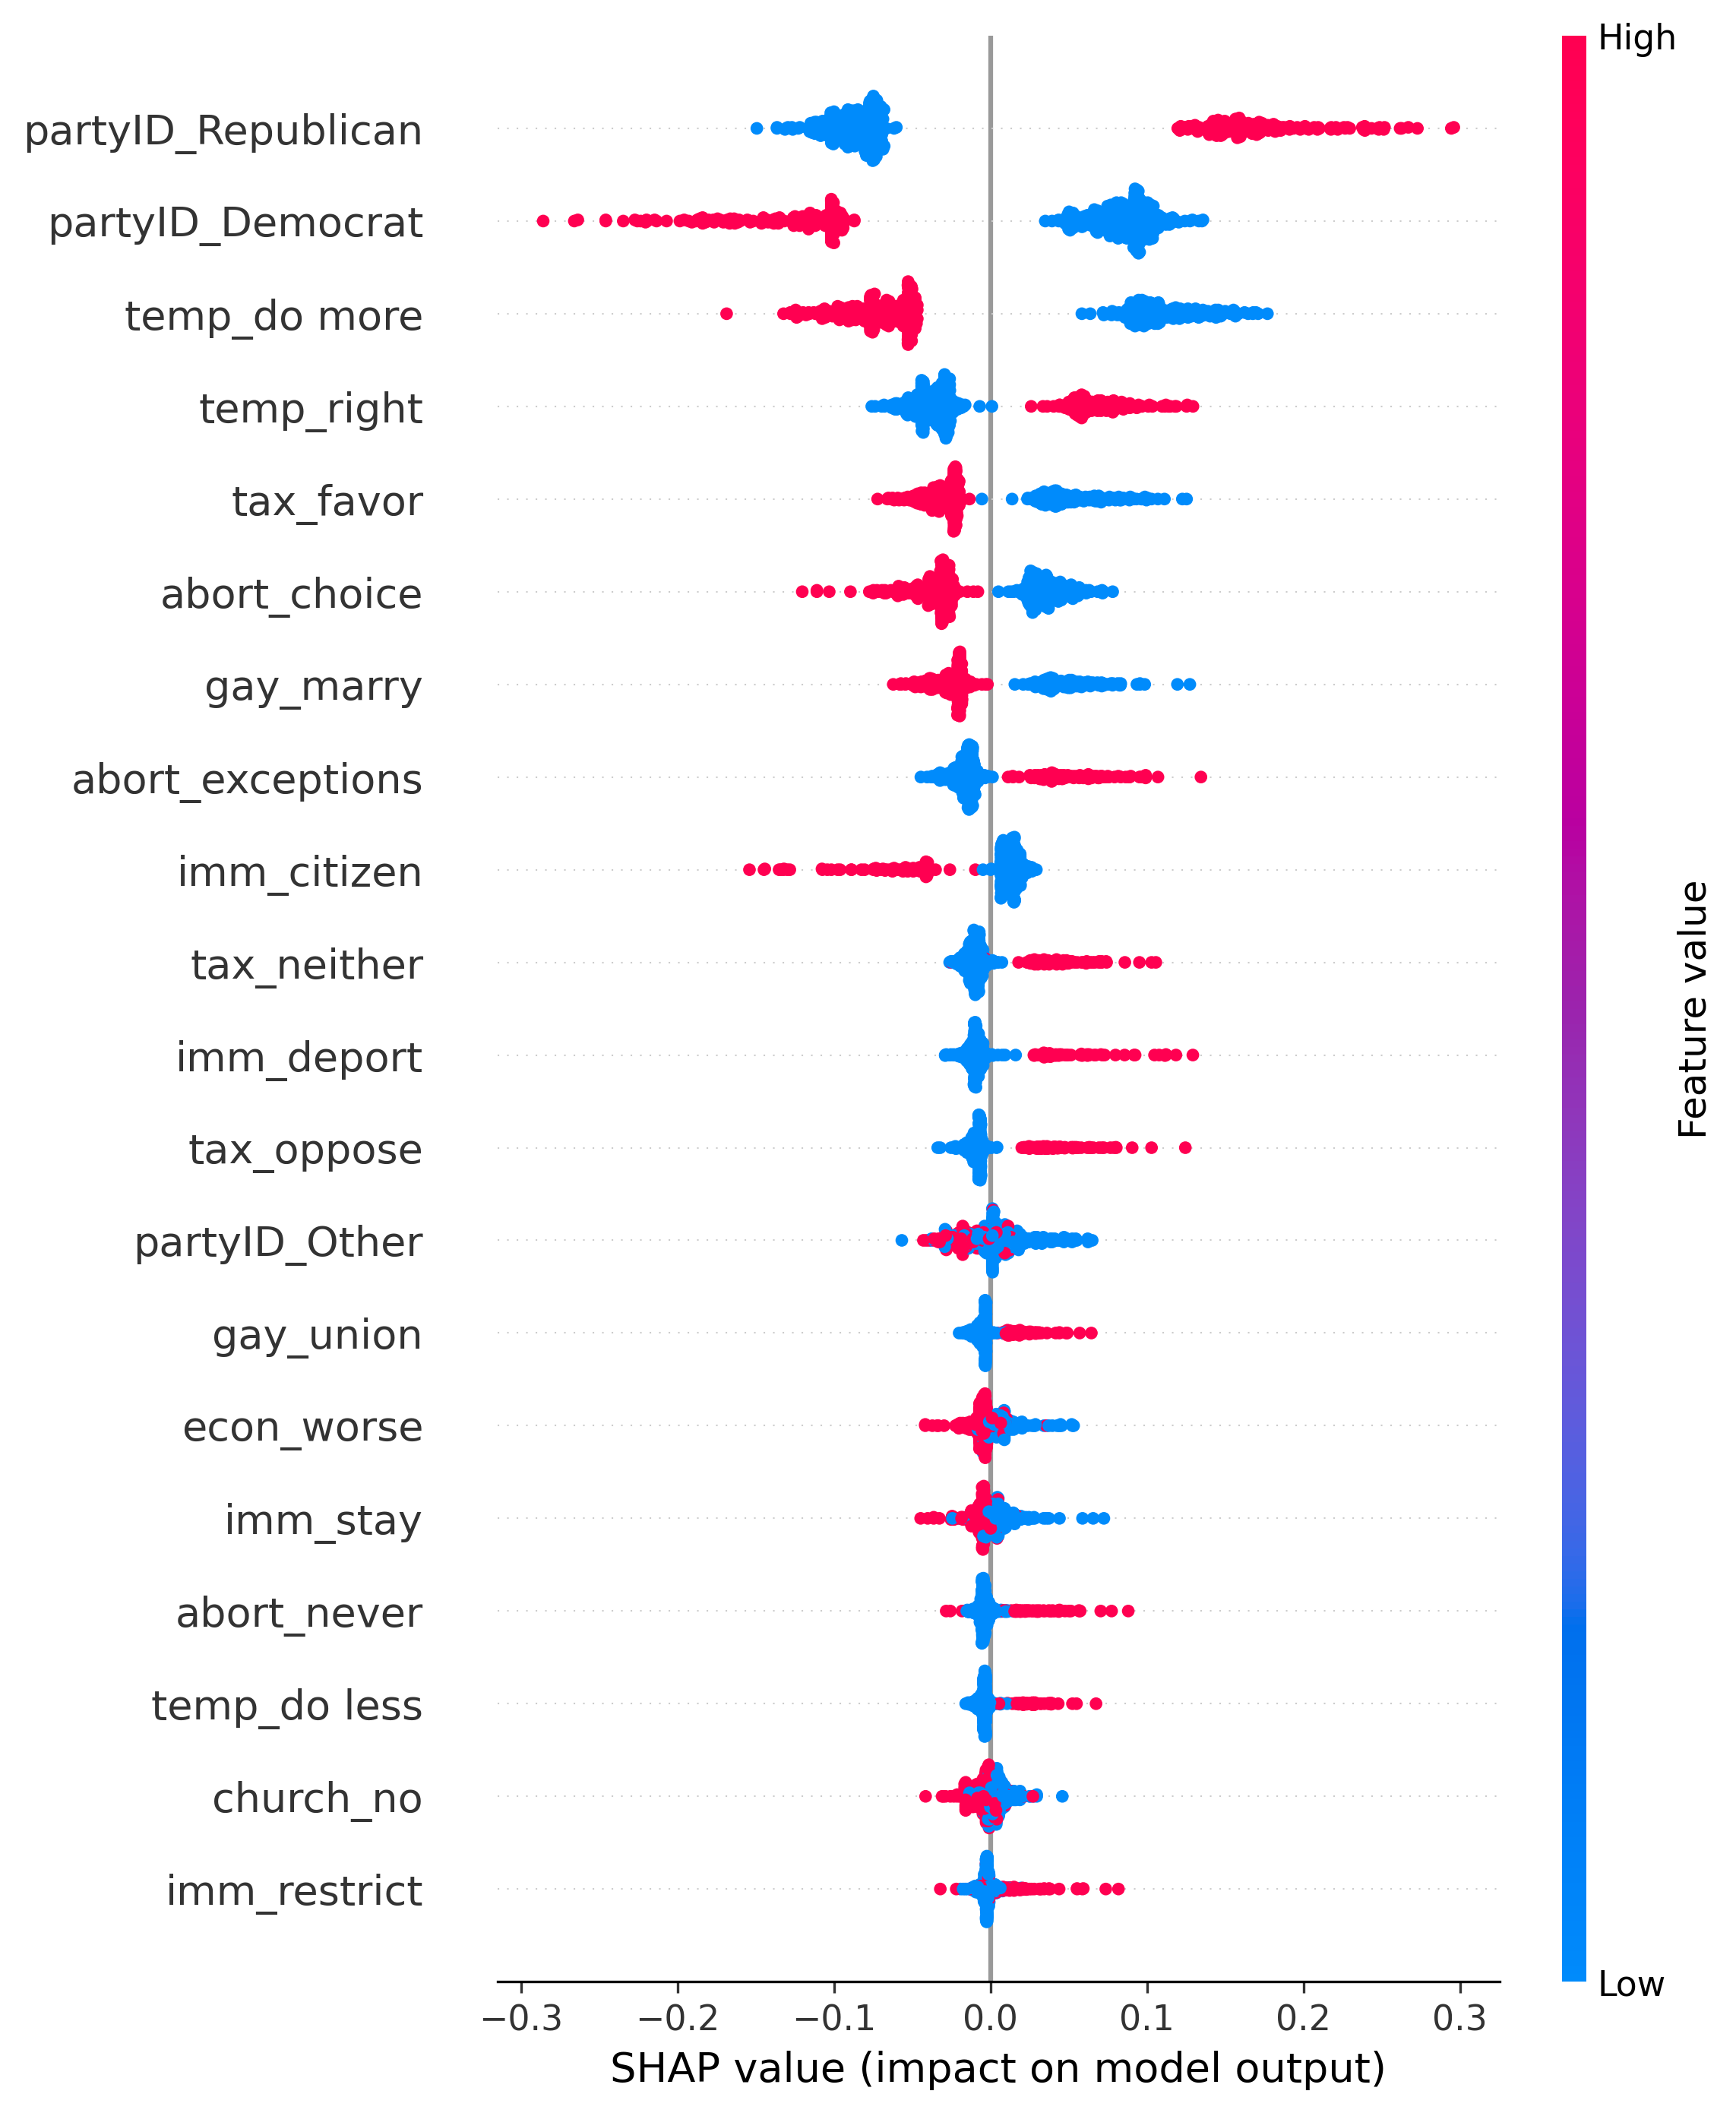 High
partyID_Republican
partyID_Democrat
temp_do more
temp_right
tax_favor
abort_choice
gay_marry
abort_exceptions
imm_citizen
tax_neither
imm_deport
tax_oppose
partyID_Other
gay_union
econ_worse
imm_stay
abort_never
temp_do less
church_no
imm_restrict
Feature value
Low
−0.3 −0.2 −0.1 0.0 0.1 0.2 0.3
SHAP value (impact on model output)